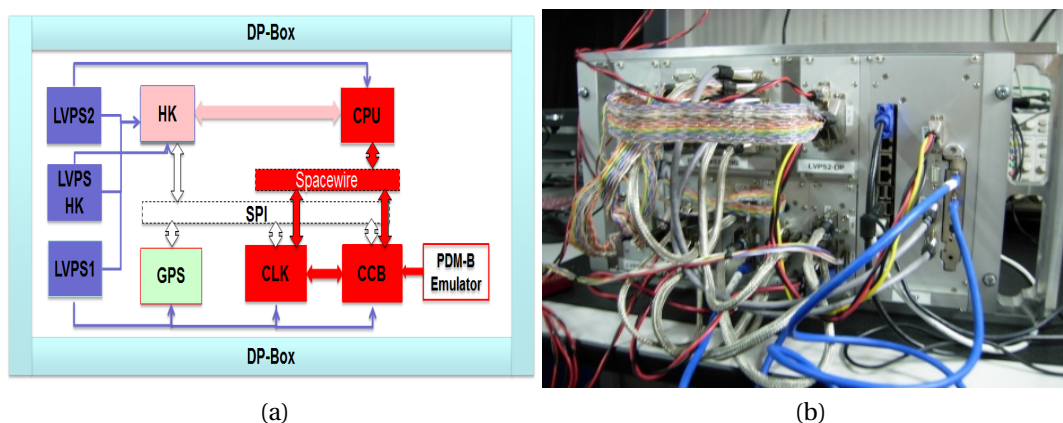 DP-Box
LVPS2
HK
CPU
LVPS
HK
Spacewire
SPI
LVPS1
GPS
CLK
CCB
PDM-B
Emulator
DP-Box
LVPS2-DP
(a)
(b)